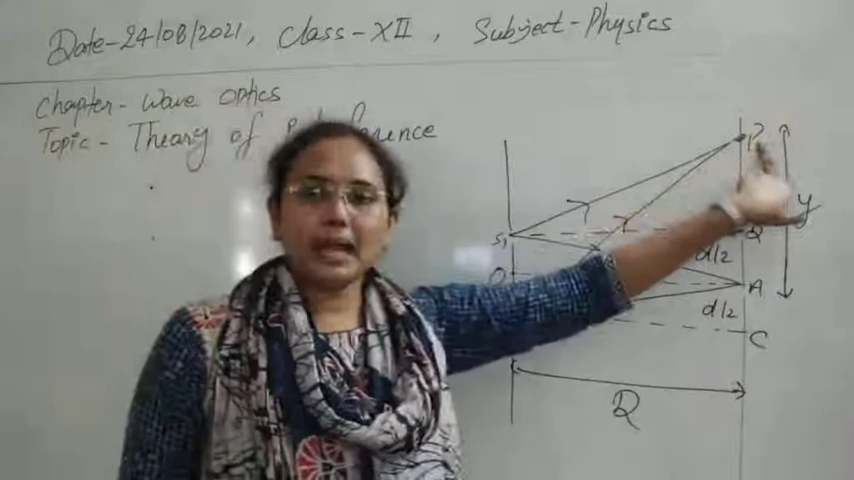 Date-24/08/2021, Class-XII, Subject-Physics
Chapter- Wave Optics
Topic- Theory of
P
y
S1
d/2
A
d/2
C
D